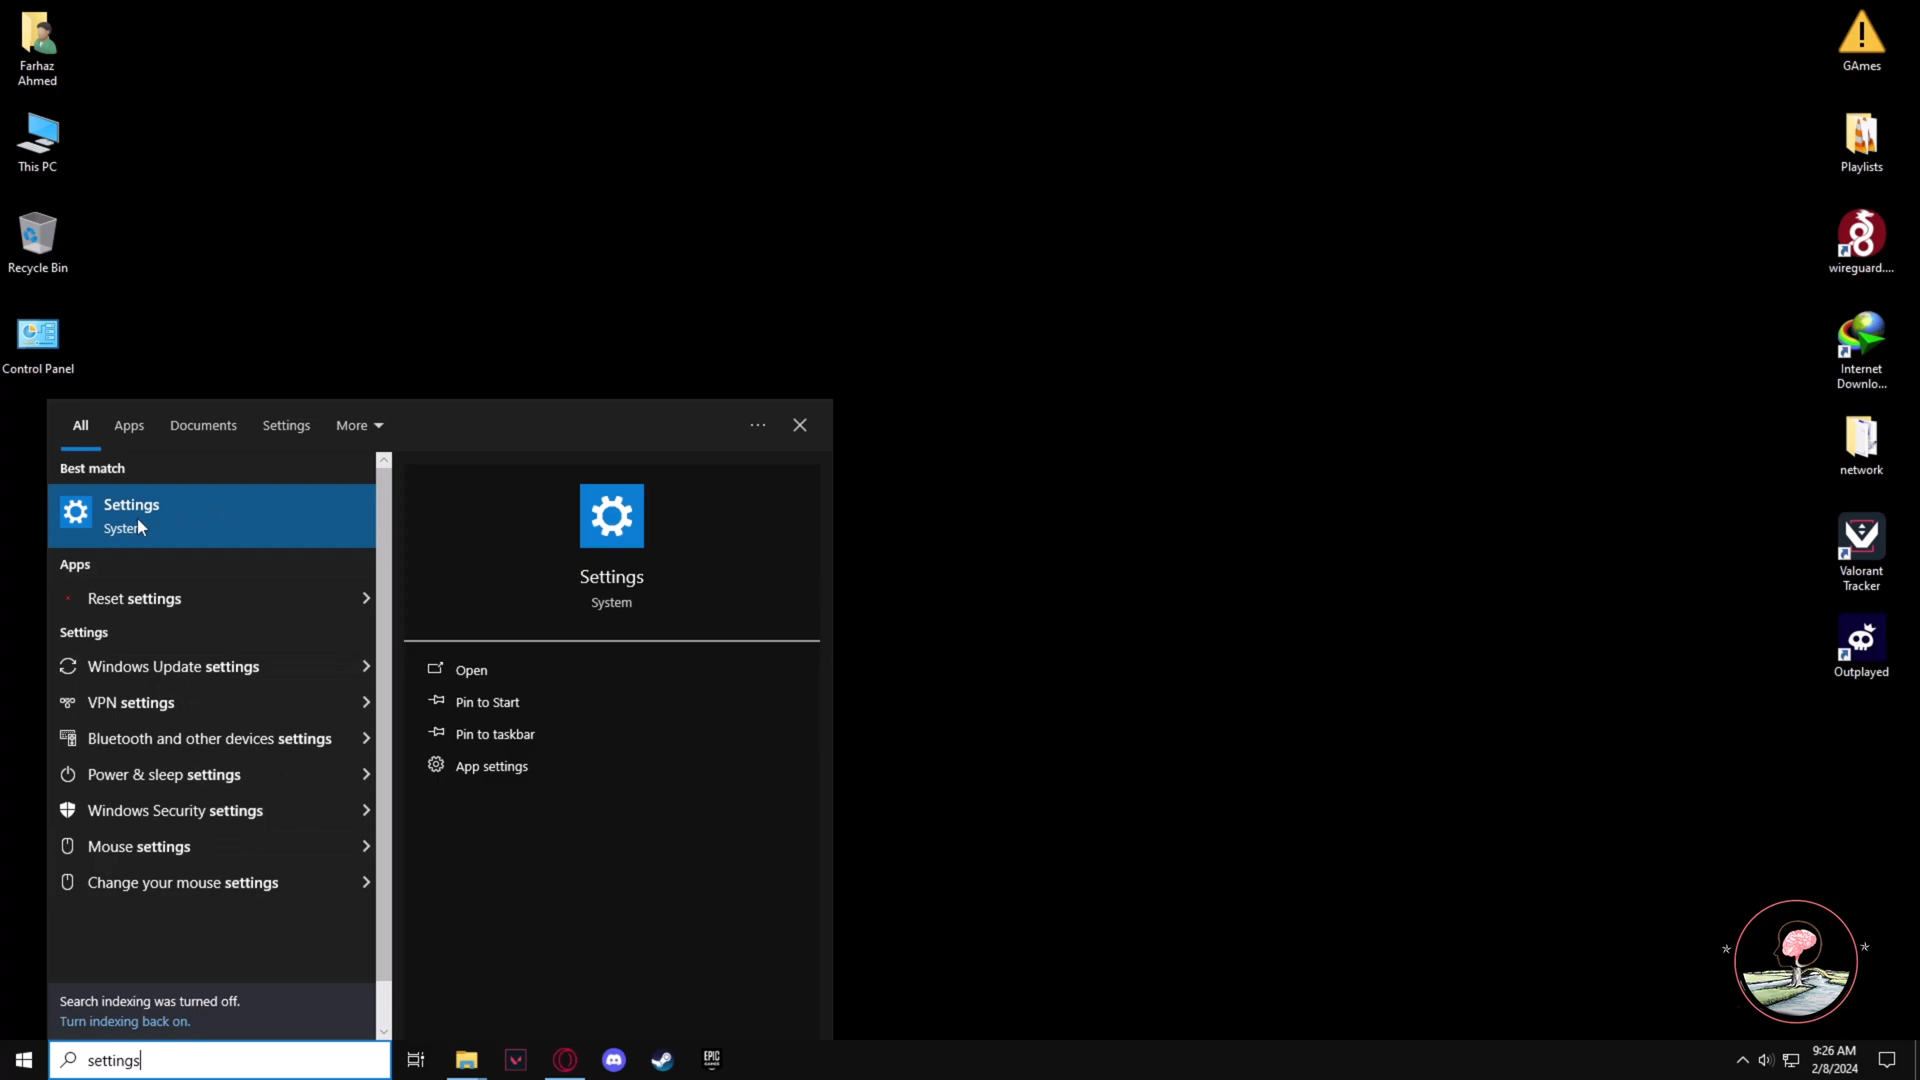 Farhaz
Ahmed
This PC
Recycle Bin
Control Panel
GAmes
Playlists
wireguard....
Internet
Downlo...
network
Valorant
Tracker
Outplayed
All
Apps
Documents
Settings
More
Best match
Settings
System
Apps
Reset settings
Settings
Windows Update settings
VPN settings
Bluetooth and other devices settings
Power & sleep settings
Windows Security settings
Mouse settings
Change your mouse settings
Search indexing was turned off.
Turn indexing back on.
Settings
System
Open
Pin to Start
Pin to taskbar
App settings
settings
EPIC
GAMES
9:26 AM
2/8/2024